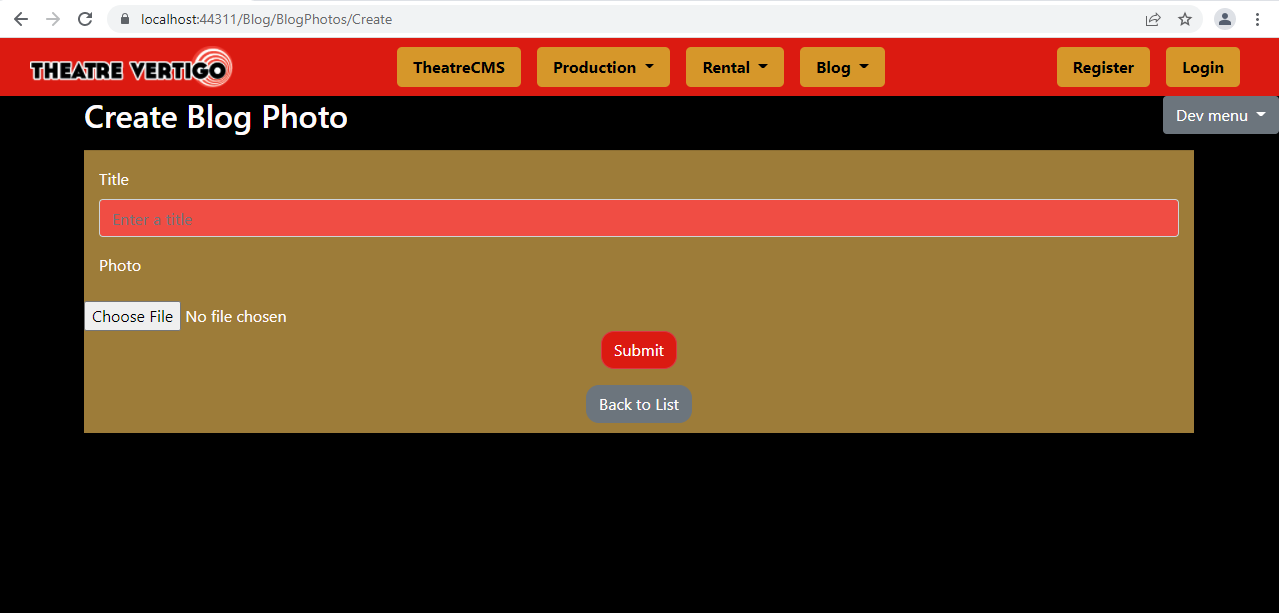 localhost:44311/Blog/BlogPhotos/Create
THEATRE VERTIGO TheatreCMS Production Rental Blog Register Login
Create Blog Photo
Dev menu
Title
Enter a title
Photo
Choose File No file chosen
Submit
Back to List